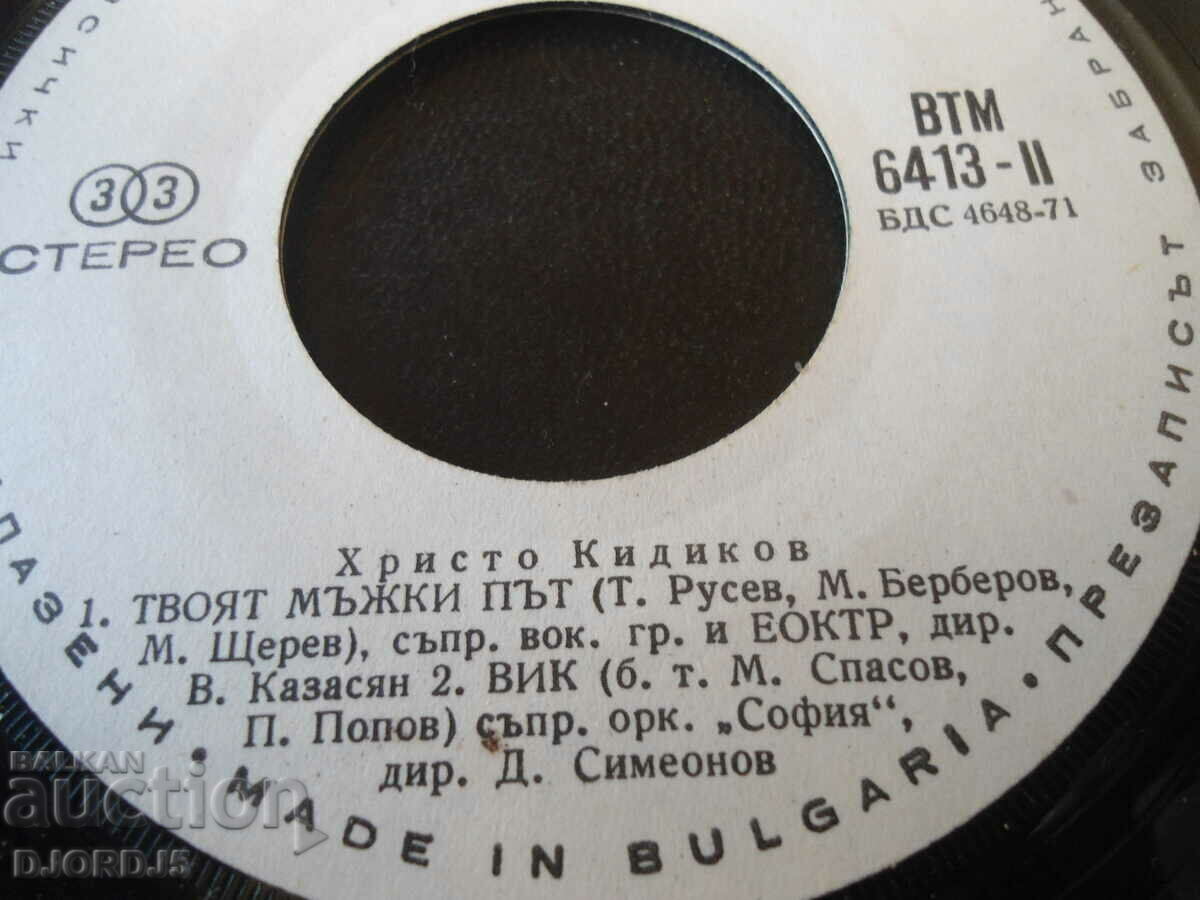 ВСИЧКИ
33
СТЕРЕО
ВТМ
6413-II
БДС 4648-71
Христо Кидиков
1. ТВОЯТ МЪЖКИ ПЪТ (Т. Русев, М. Берберов,
М. Щерев), съпр. вок. гр. и ЕОКТР, дир.
В. Казасян 2. ВИК (б. т. М. Спасов,
П. Попов) съпр. орк. „София“,
дир. Д. Симеонов
MADE IN BULGARIA • ПРЕЗАПИСЪТ
BALKAN
auction
DJORDJ5